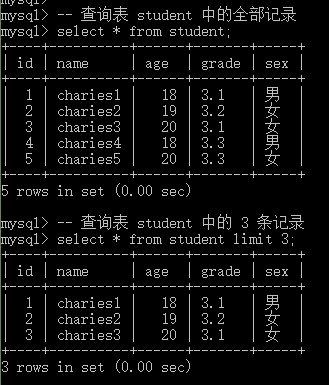 mysql>
mysql> -- 查询表 student 中的全部记录
mysql> select * from student;
+----+----------+------+-------+-----+
| id | name | age | grade | sex |
+----+----------+------+-------+-----+
| 1 | charies1 | 18 | 3.1 | 男
| 2 | charies2 | 19 | 3.2 | 女
| 3 | charies3 | 20 | 3.1 | 女
| 4 | charies4 | 18 | 3.3 | 男
| 5 | charies5 | 20 | 3.3 | 女
+----+----------+------+-------+-----+
5 rows in set (0.00 sec)
mysql> -- 查询表 student 中的 3 条记录
mysql> select * from student limit 3;
+----+----------+------+-------+-----+
| id | name | age | grade | sex |
+----+----------+------+-------+-----+
| 1 | charies1 | 18 | 3.1 | 男
| 2 | charies2 | 19 | 3.2 | 女
| 3 | charies3 | 20 | 3.1 | 女
+----+----------+------+-------+-----+
3 rows in set (0.00 sec)